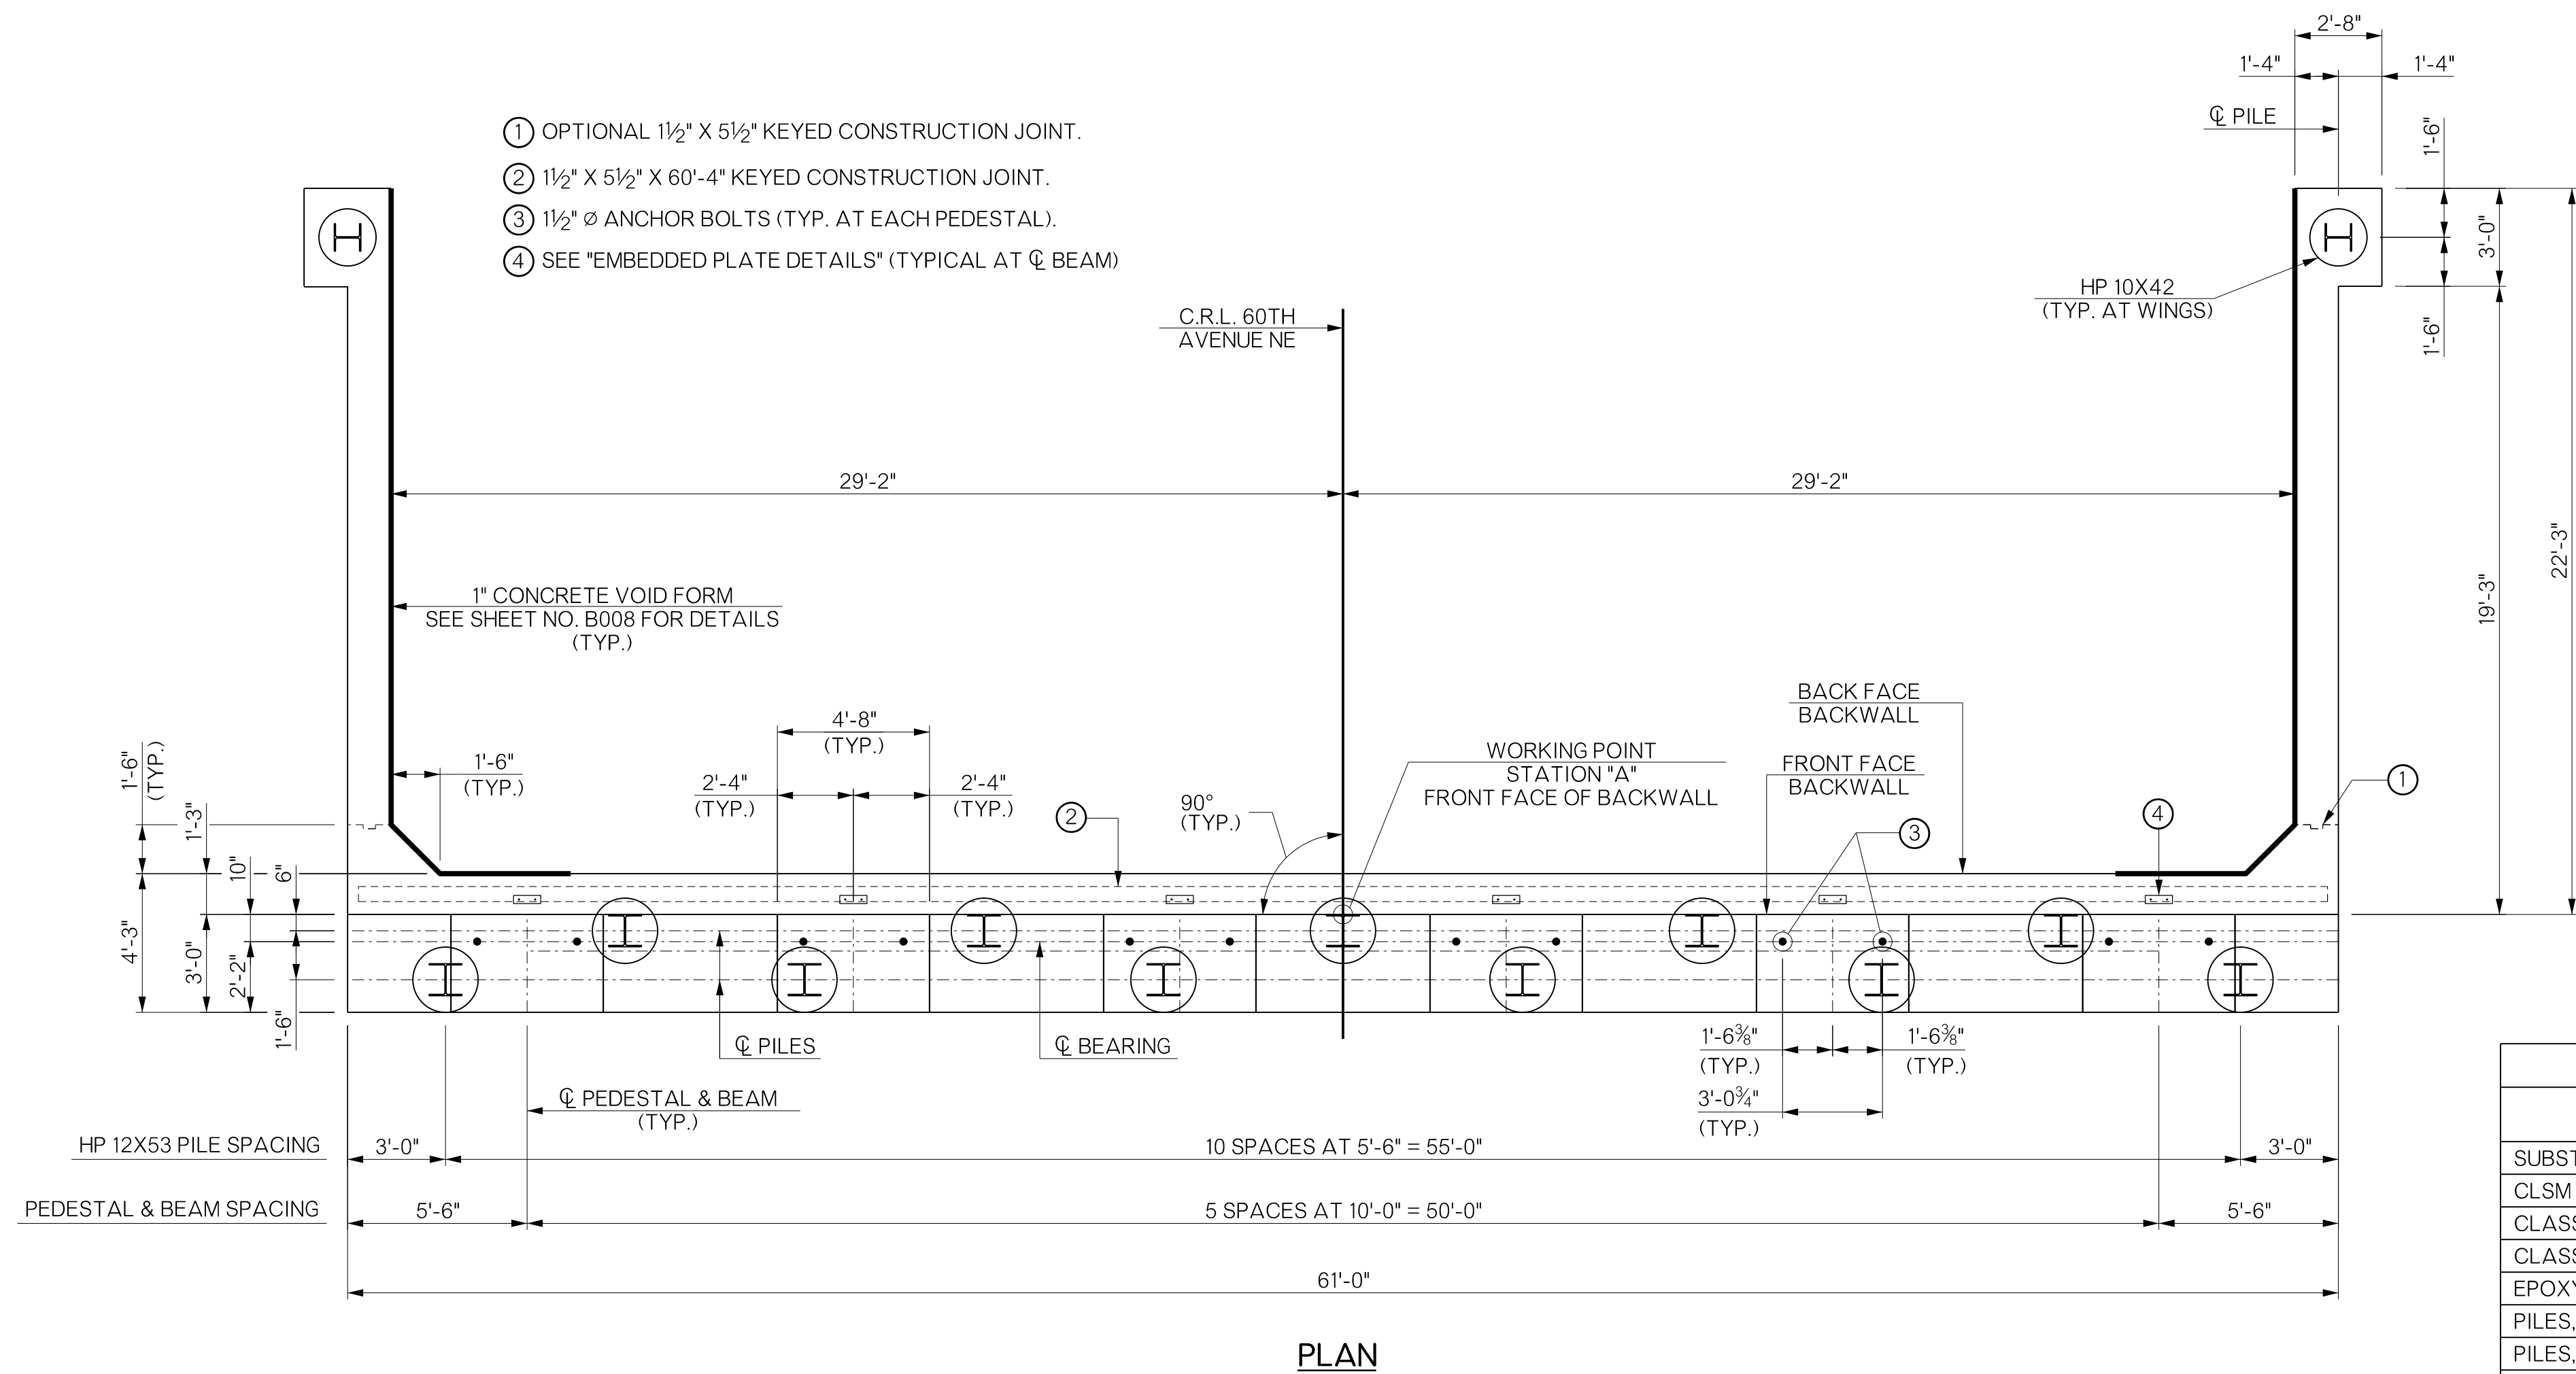 2'-8"
1'-4"
1'-4"
℄ PILE
① OPTIONAL 1½" X 5½" KEYED CONSTRUCTION JOINT.
② 1½" X 5½" X 60'-4" KEYED CONSTRUCTION JOINT.
③ 1½" ⌀ ANCHOR BOLTS (TYP. AT EACH PEDESTAL).
④ SEE "EMBEDDED PLATE DETAILS" (TYPICAL AT ℄ BEAM)
1'-6"
3'-0"
1'-6"
HP 10X42
(TYP. AT WINGS)
C.R.L. 60TH
AVENUE NE
29'-2"
29'-2"
22'-3"
19'-3"
1" CONCRETE VOID FORM
SEE SHEET NO. B008 FOR DETAILS
(TYP.)
BACK FACE
BACKWALL
4'-8"
(TYP.)
1'-6"
(TYP.)
1'-6"
(TYP.)
2'-4"
(TYP.)
2'-4"
(TYP.)
WORKING POINT
STATION "A"
FRONT FACE OF BACKWALL
FRONT FACE
BACKWALL
90°
(TYP.)
①
②
③
④
1'-3"
10"
6"
4'-3"
3'-0"
2'-2"
1'-6"
℄ PILES
℄ BEARING
1'-6⅜"
(TYP.)
1'-6⅜"
(TYP.)
3'-0¾"
(TYP.)
℄ PEDESTAL & BEAM
(TYP.)
HP 12X53 PILE SPACING
3'-0"
10 SPACES AT 5'-6" = 55'-0"
3'-0"
PEDESTAL & BEAM SPACING
5'-6"
5 SPACES AT 10'-0" = 50'-0"
5'-6"
61'-0"
PLAN
SUBST
CLSM
CLASS
CLASS
EPOXY
PILES,
PILES,